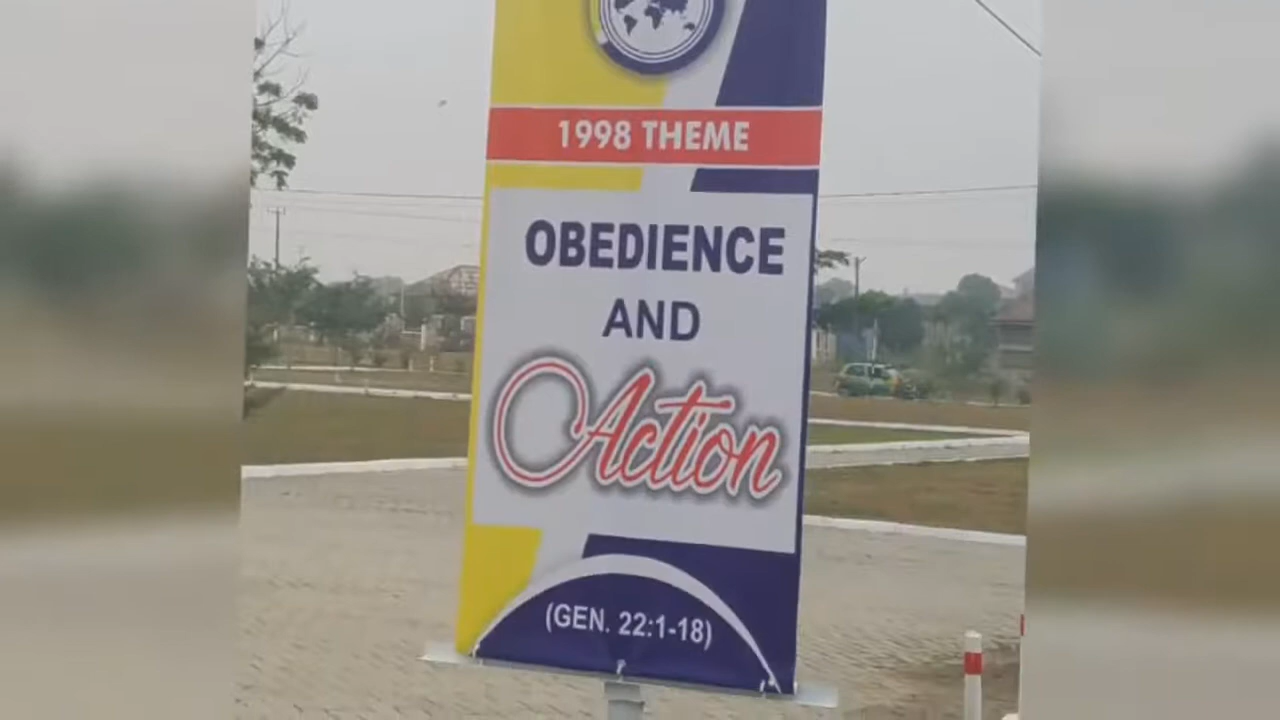 1998 THEME
OBEDIENCE
AND
Action
(GEN. 22:1-18)